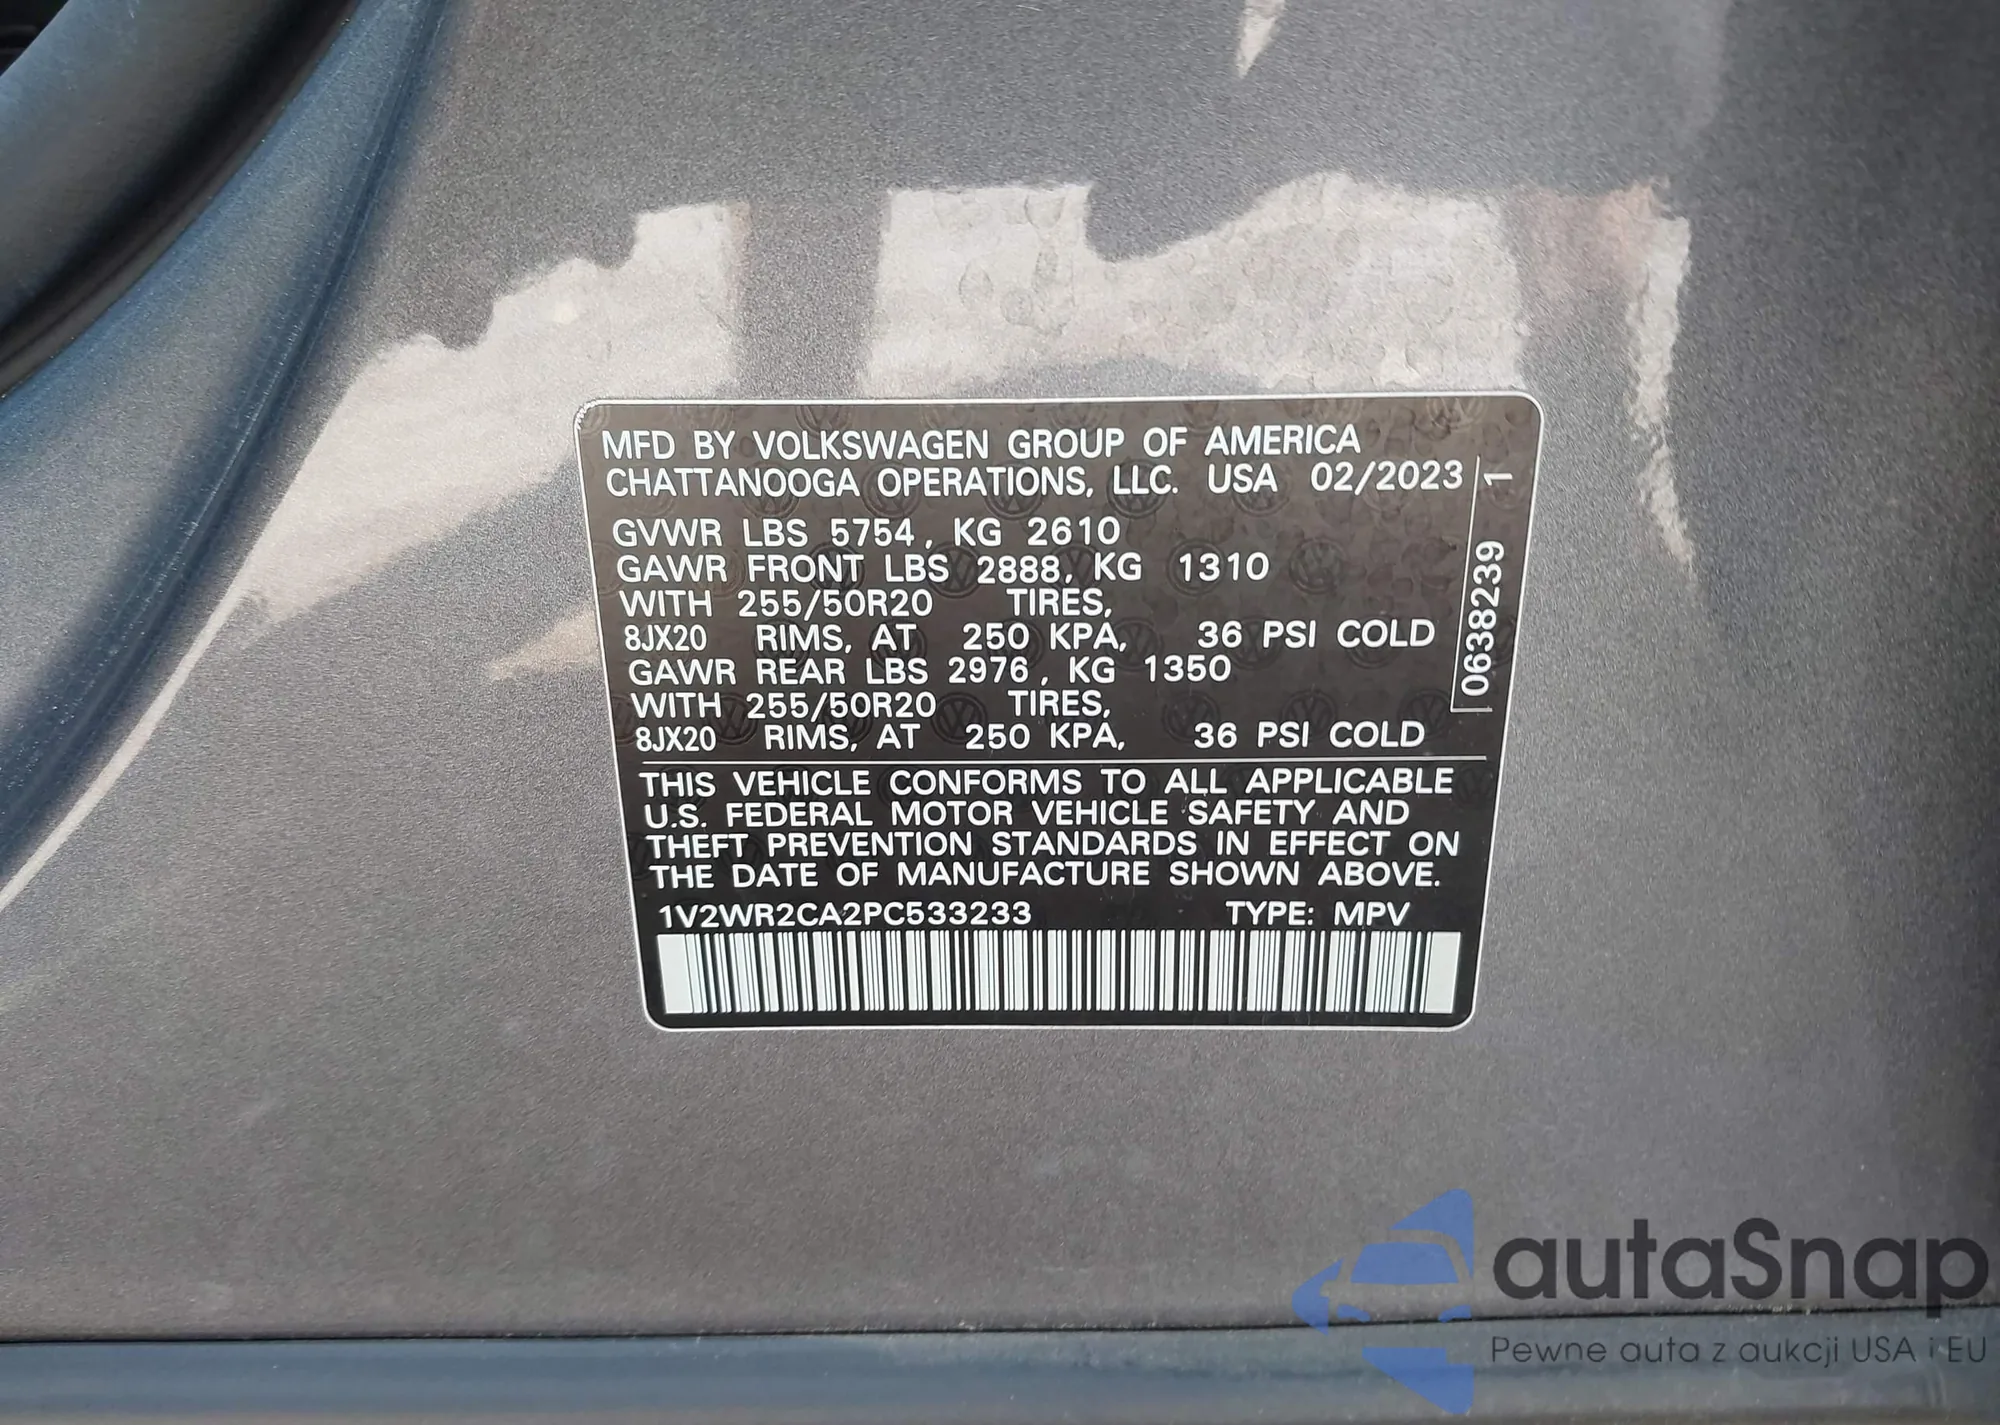 MFD BY VOLKSWAGEN GROUP OF AMERICA
CHATTANOOGA OPERATIONS, LLC. USA 02/2023
GVWR LBS 5754, KG 2610
GAWR FRONT LBS 2888, KG 1310
WITH 255/50R20 TIRES,
8JX20 RIMS, AT 250 KPA, 36 PSI COLD
GAWR REAR LBS 2976, KG 1350
WITH 255/50R20 TIRES,
8JX20 RIMS, AT 250 KPA, 36 PSI COLD
0638239 1
THIS VEHICLE CONFORMS TO ALL APPLICABLE
U.S. FEDERAL MOTOR VEHICLE SAFETY AND
THEFT PREVENTION STANDARDS IN EFFECT ON
THE DATE OF MANUFACTURE SHOWN ABOVE.
1V2WR2CA2PC533233 TYPE: MPV
autaSnap
Pewne auta z aukcji USA i EU